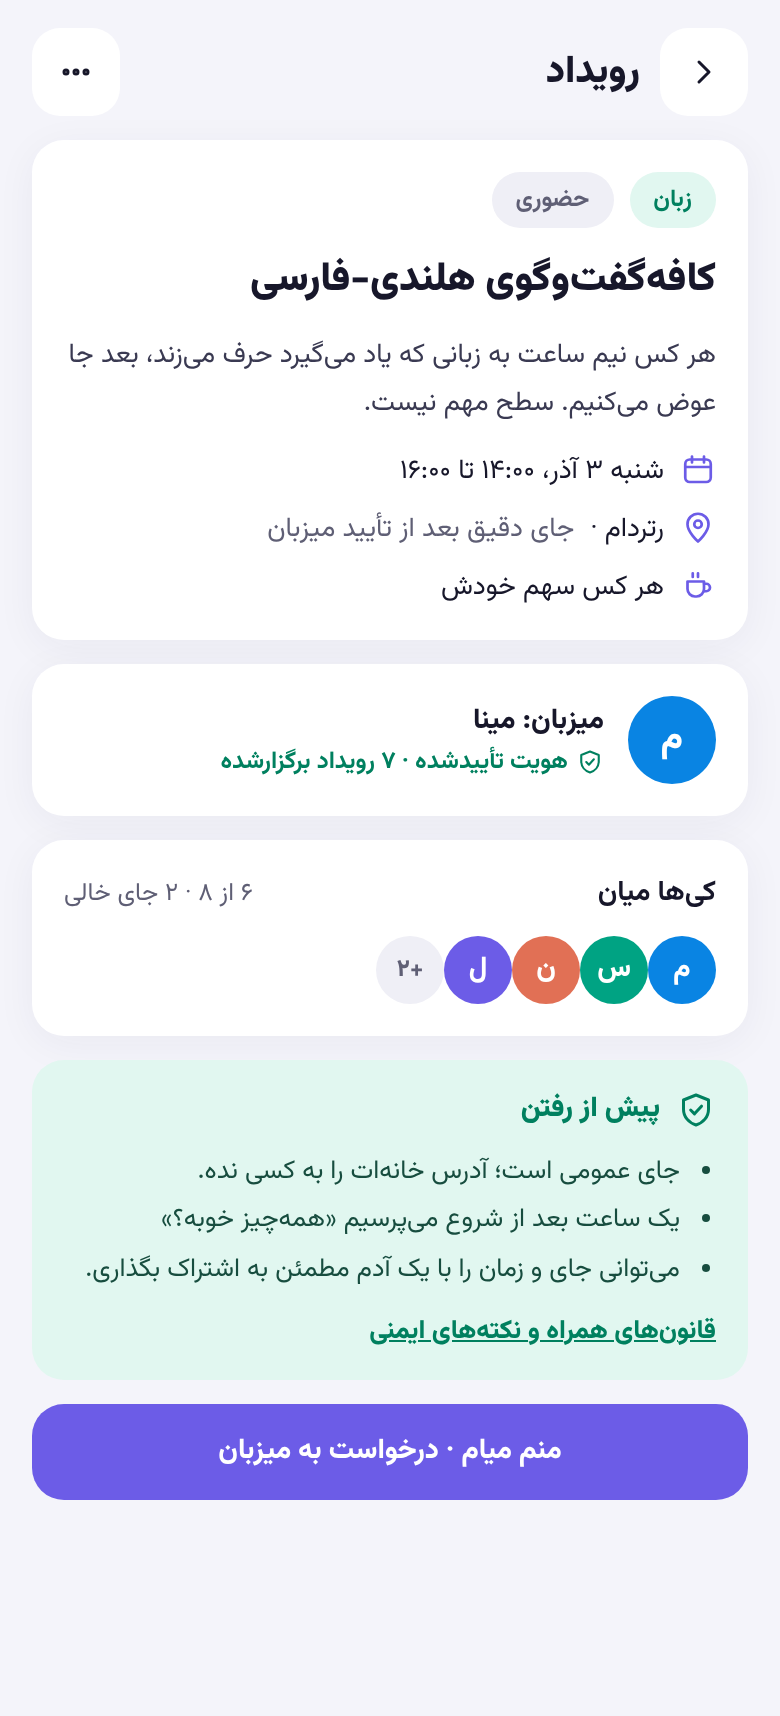 رویداد
زبان
حضوری
کافه‌گفت‌وگوی هلندی-فارسی
هر کس نیم ساعت به زبانی که یاد می‌گیرد حرف می‌زند، بعد جا
عوض می‌کنیم. سطح مهم نیست.
شنبه ۳ آذر، ۱۴:۰۰ تا ۱۶:۰۰
رتردام · جای دقیق بعد از تأیید میزبان
هر کس سهم خودش
م
میزبان: مینا
هویت تأییدشده · ۷ رویداد برگزارشده
کی‌ها میان
۶ از ۸ · ۲ جای خالی
م
س
ن
ل
+۲
پیش از رفتن
• جای عمومی است؛ آدرس خانه‌ات را به کسی نده.
• یک ساعت بعد از شروع می‌پرسیم «همه‌چیز خوبه؟»
• می‌توانی جای و زمان را با یک آدم مطمئن به اشتراک بگذاری.
قانون‌های همراه و نکته‌های ایمنی
منم میام · درخواست به میزبان